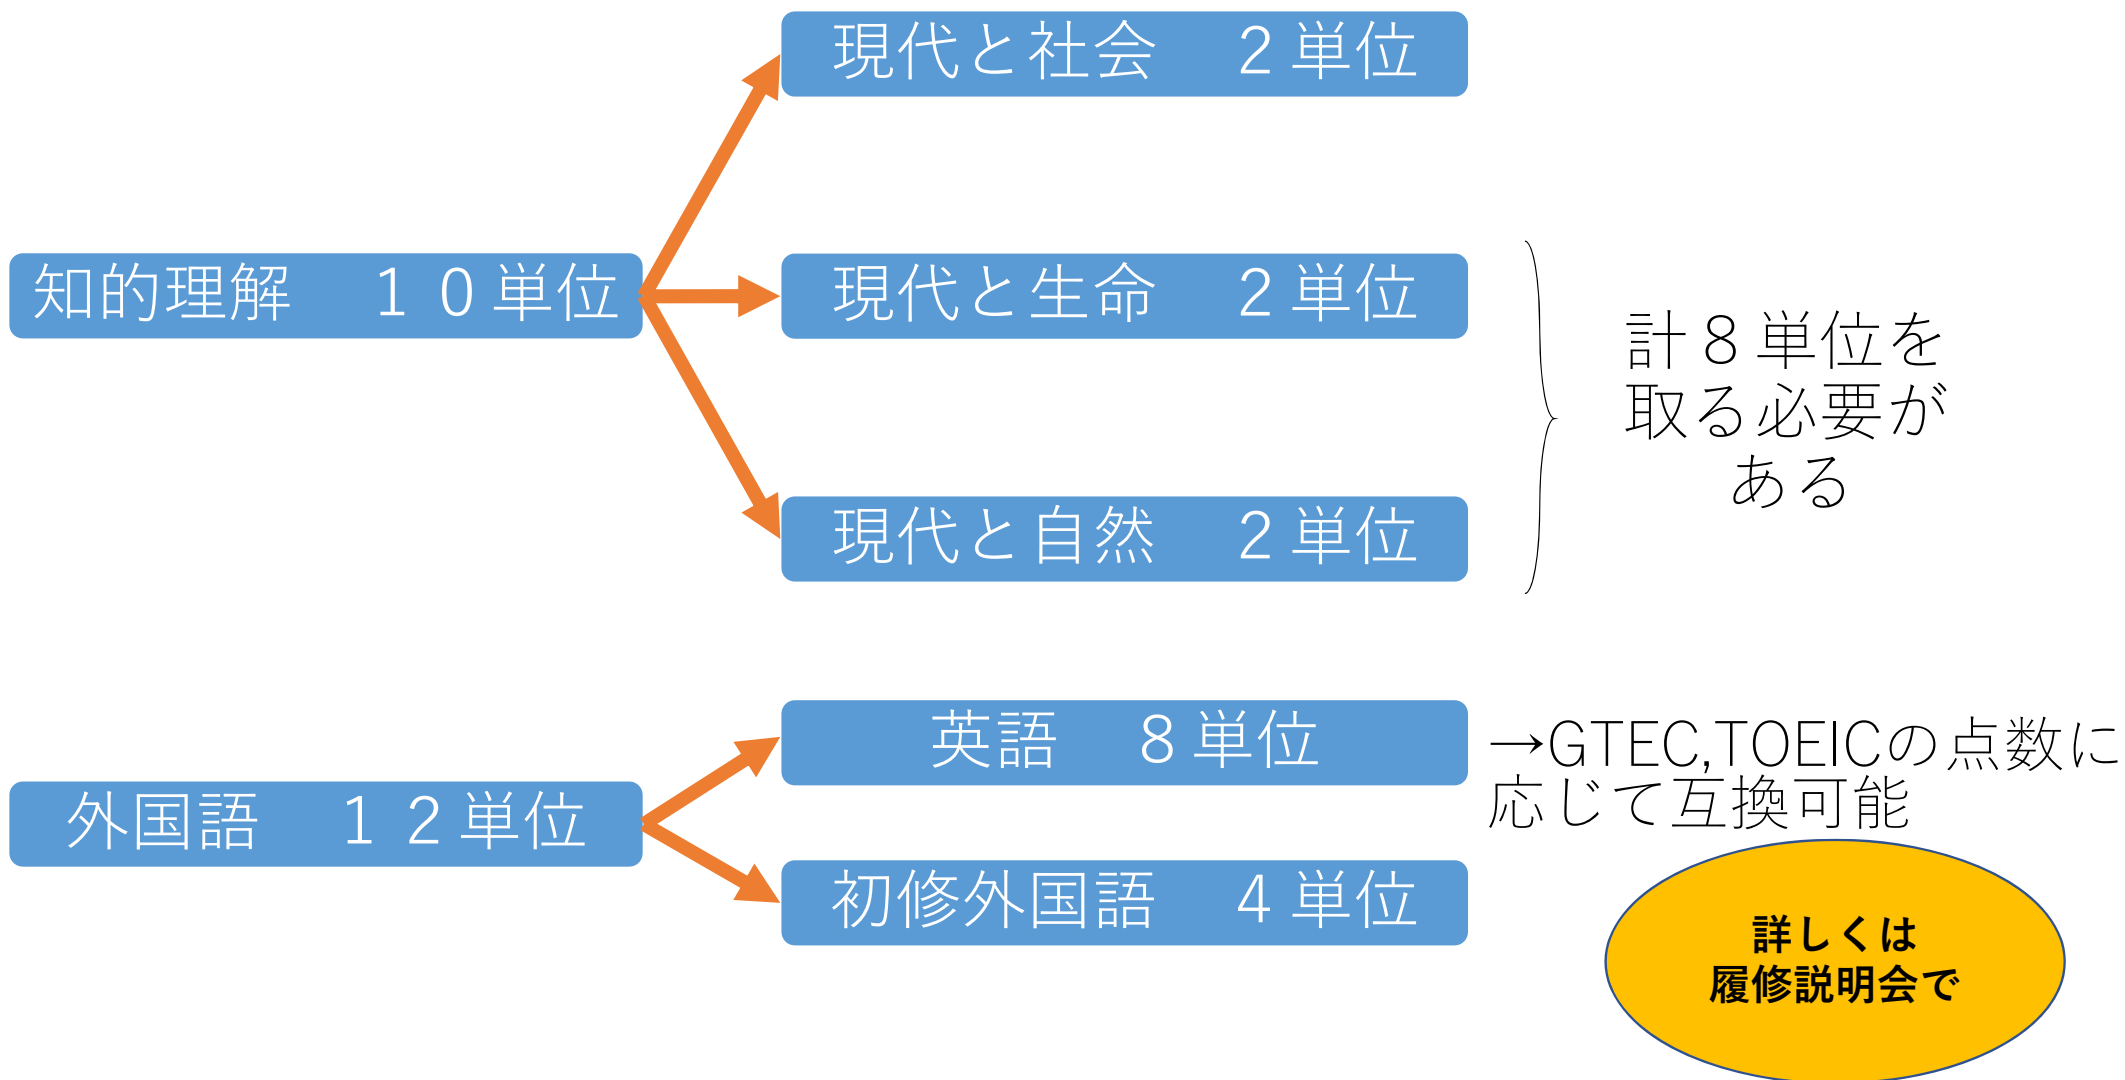 現代と社会　２単位
知的理解　１０単位
現代と生命　２単位
現代と自然　２単位
計８単位を
取る必要が
ある
外国語　１２単位
英語　８単位
初修外国語　４単位
→GTEC,TOEICの点数に
応じて互換可能
詳しくは
履修説明会で